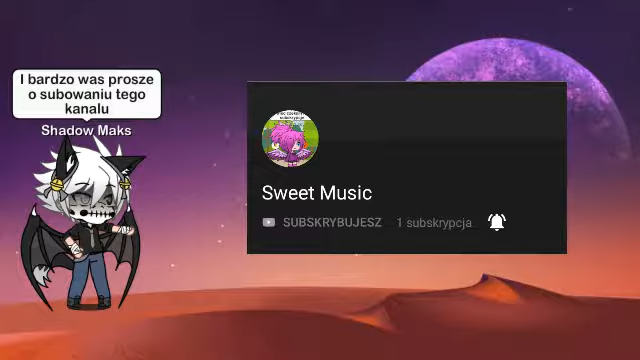 I bardzo was prosze
o subowaniu tego
kanalu
Shadow Maks
Sweet Music
SUBSKRYBUJESZ 1 subskrypcja